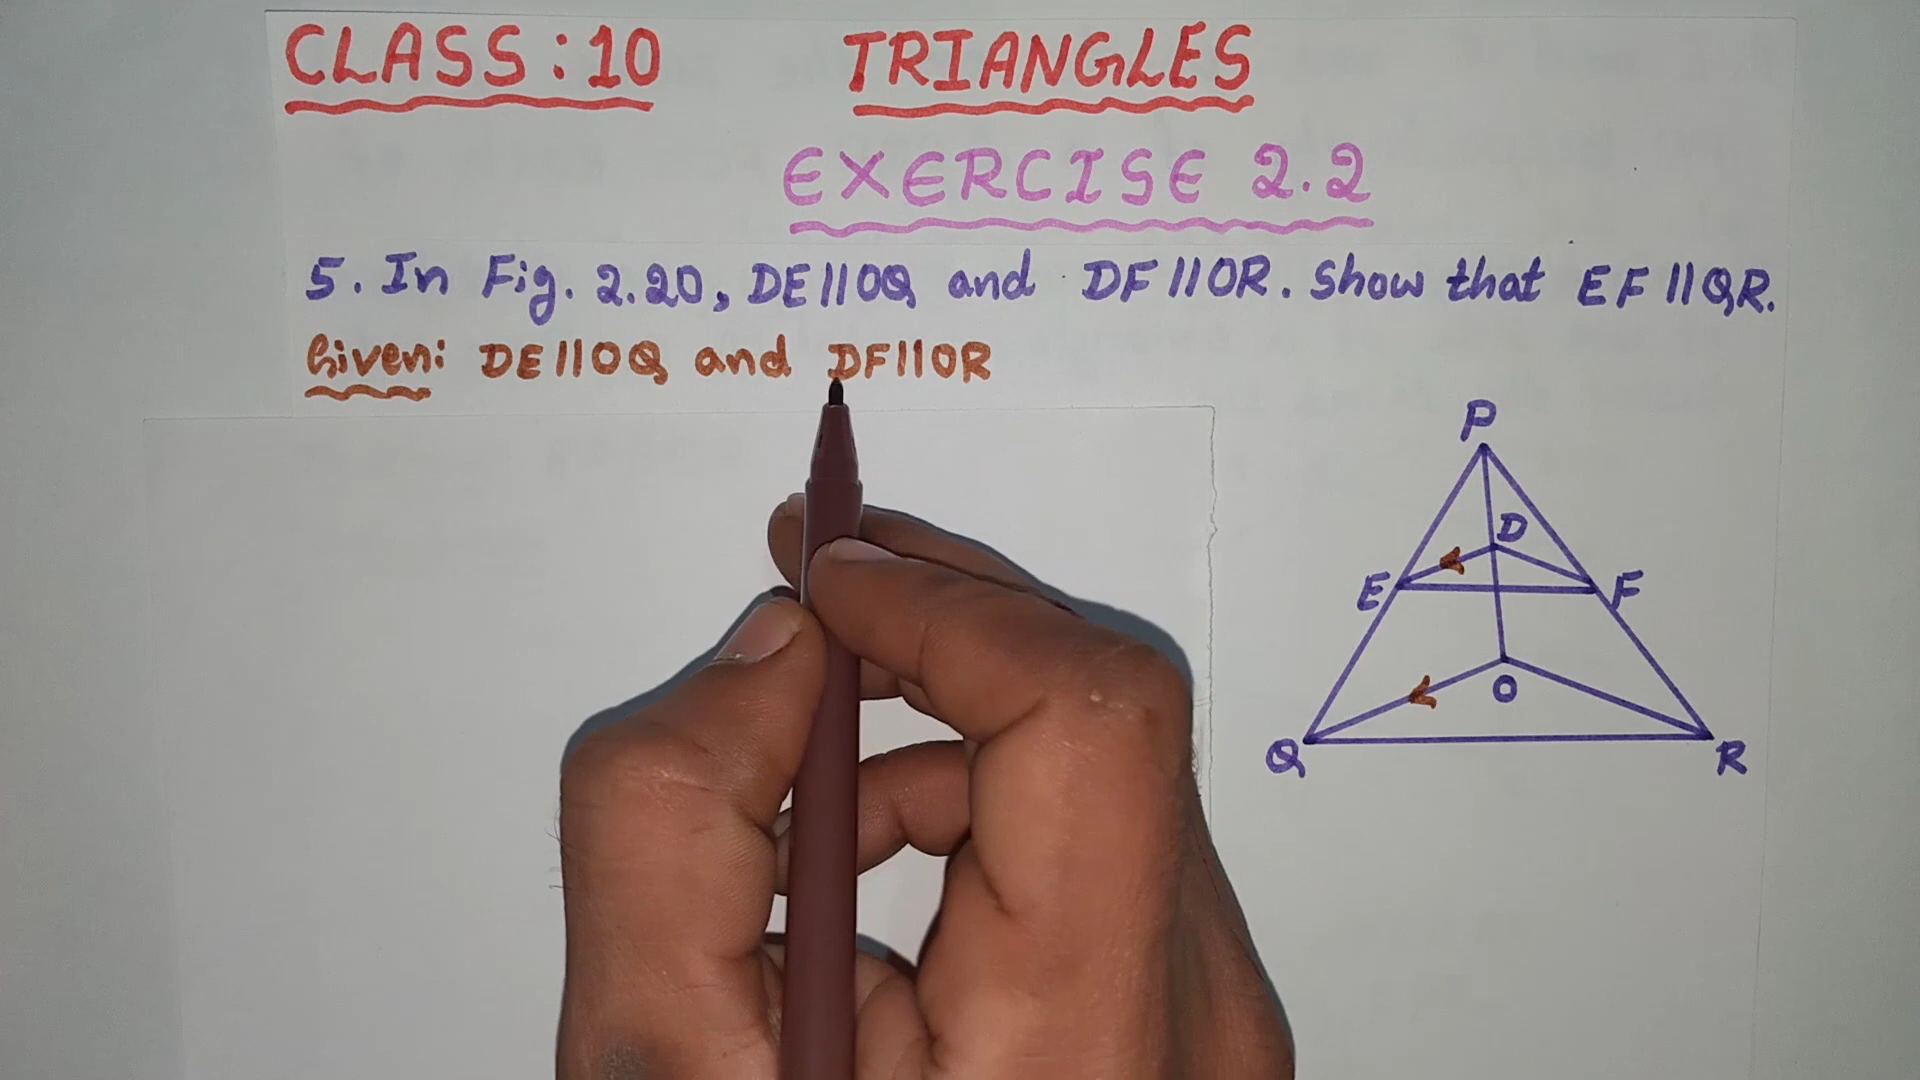 CLASS : 10 TRIANGLES
EXERCISE 2.2
5. In Fig. 2.20, DE||OQ and DF||OR. Show that EF||QR.
Given: DE||OQ and DF||OR
P
D
E F
O
Q R